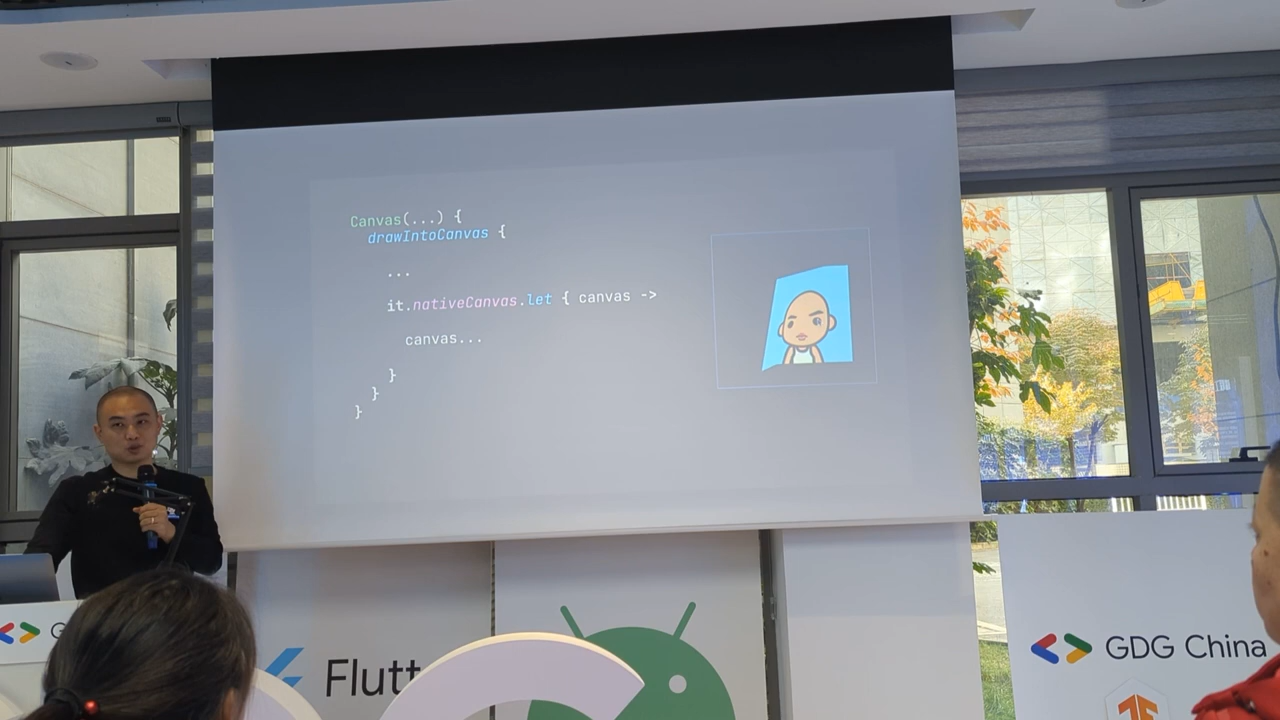 Canvas(...) {
drawIntoCanvas {
...
it.nativeCanvas.let { canvas ->
canvas...
}
}
}
Flutt
GDG China
G